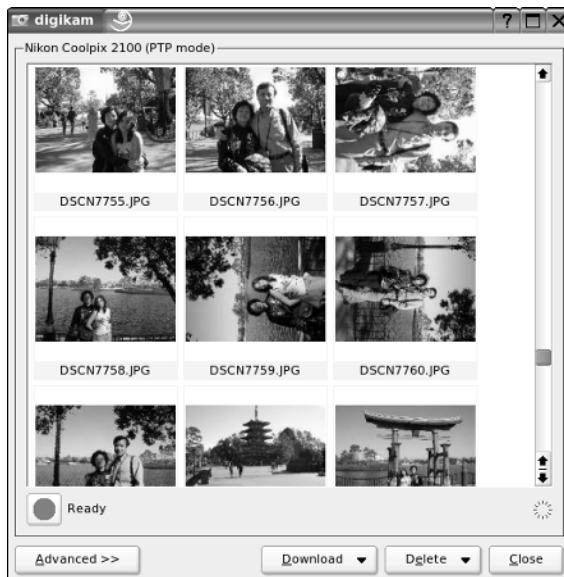 digikam
Nikon Coolpix 2100 (PTP mode)
DSCN7755.JPG DSCN7756.JPG DSCN7757.JPG
DSCN7758.JPG DSCN7759.JPG DSCN7760.JPG
Ready
Advanced >> Download Delete Close